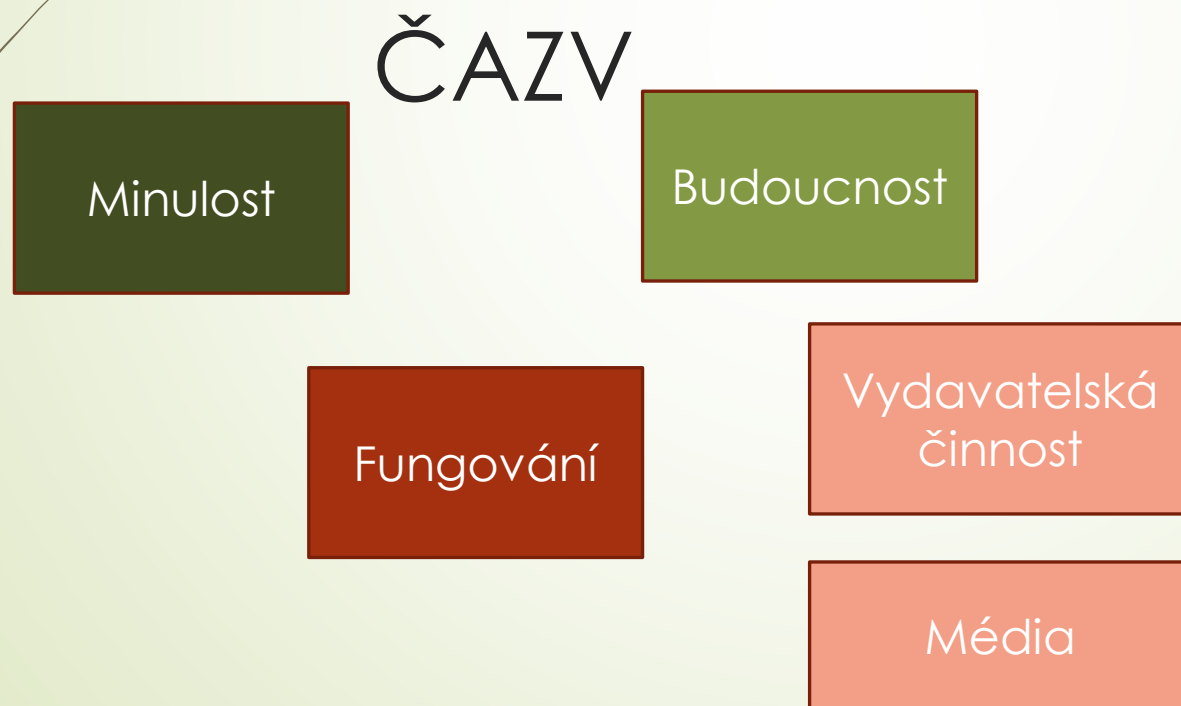 ČAZV
Minulost
Budoucnost
Fungování
Vydavatelská
činnost
Média